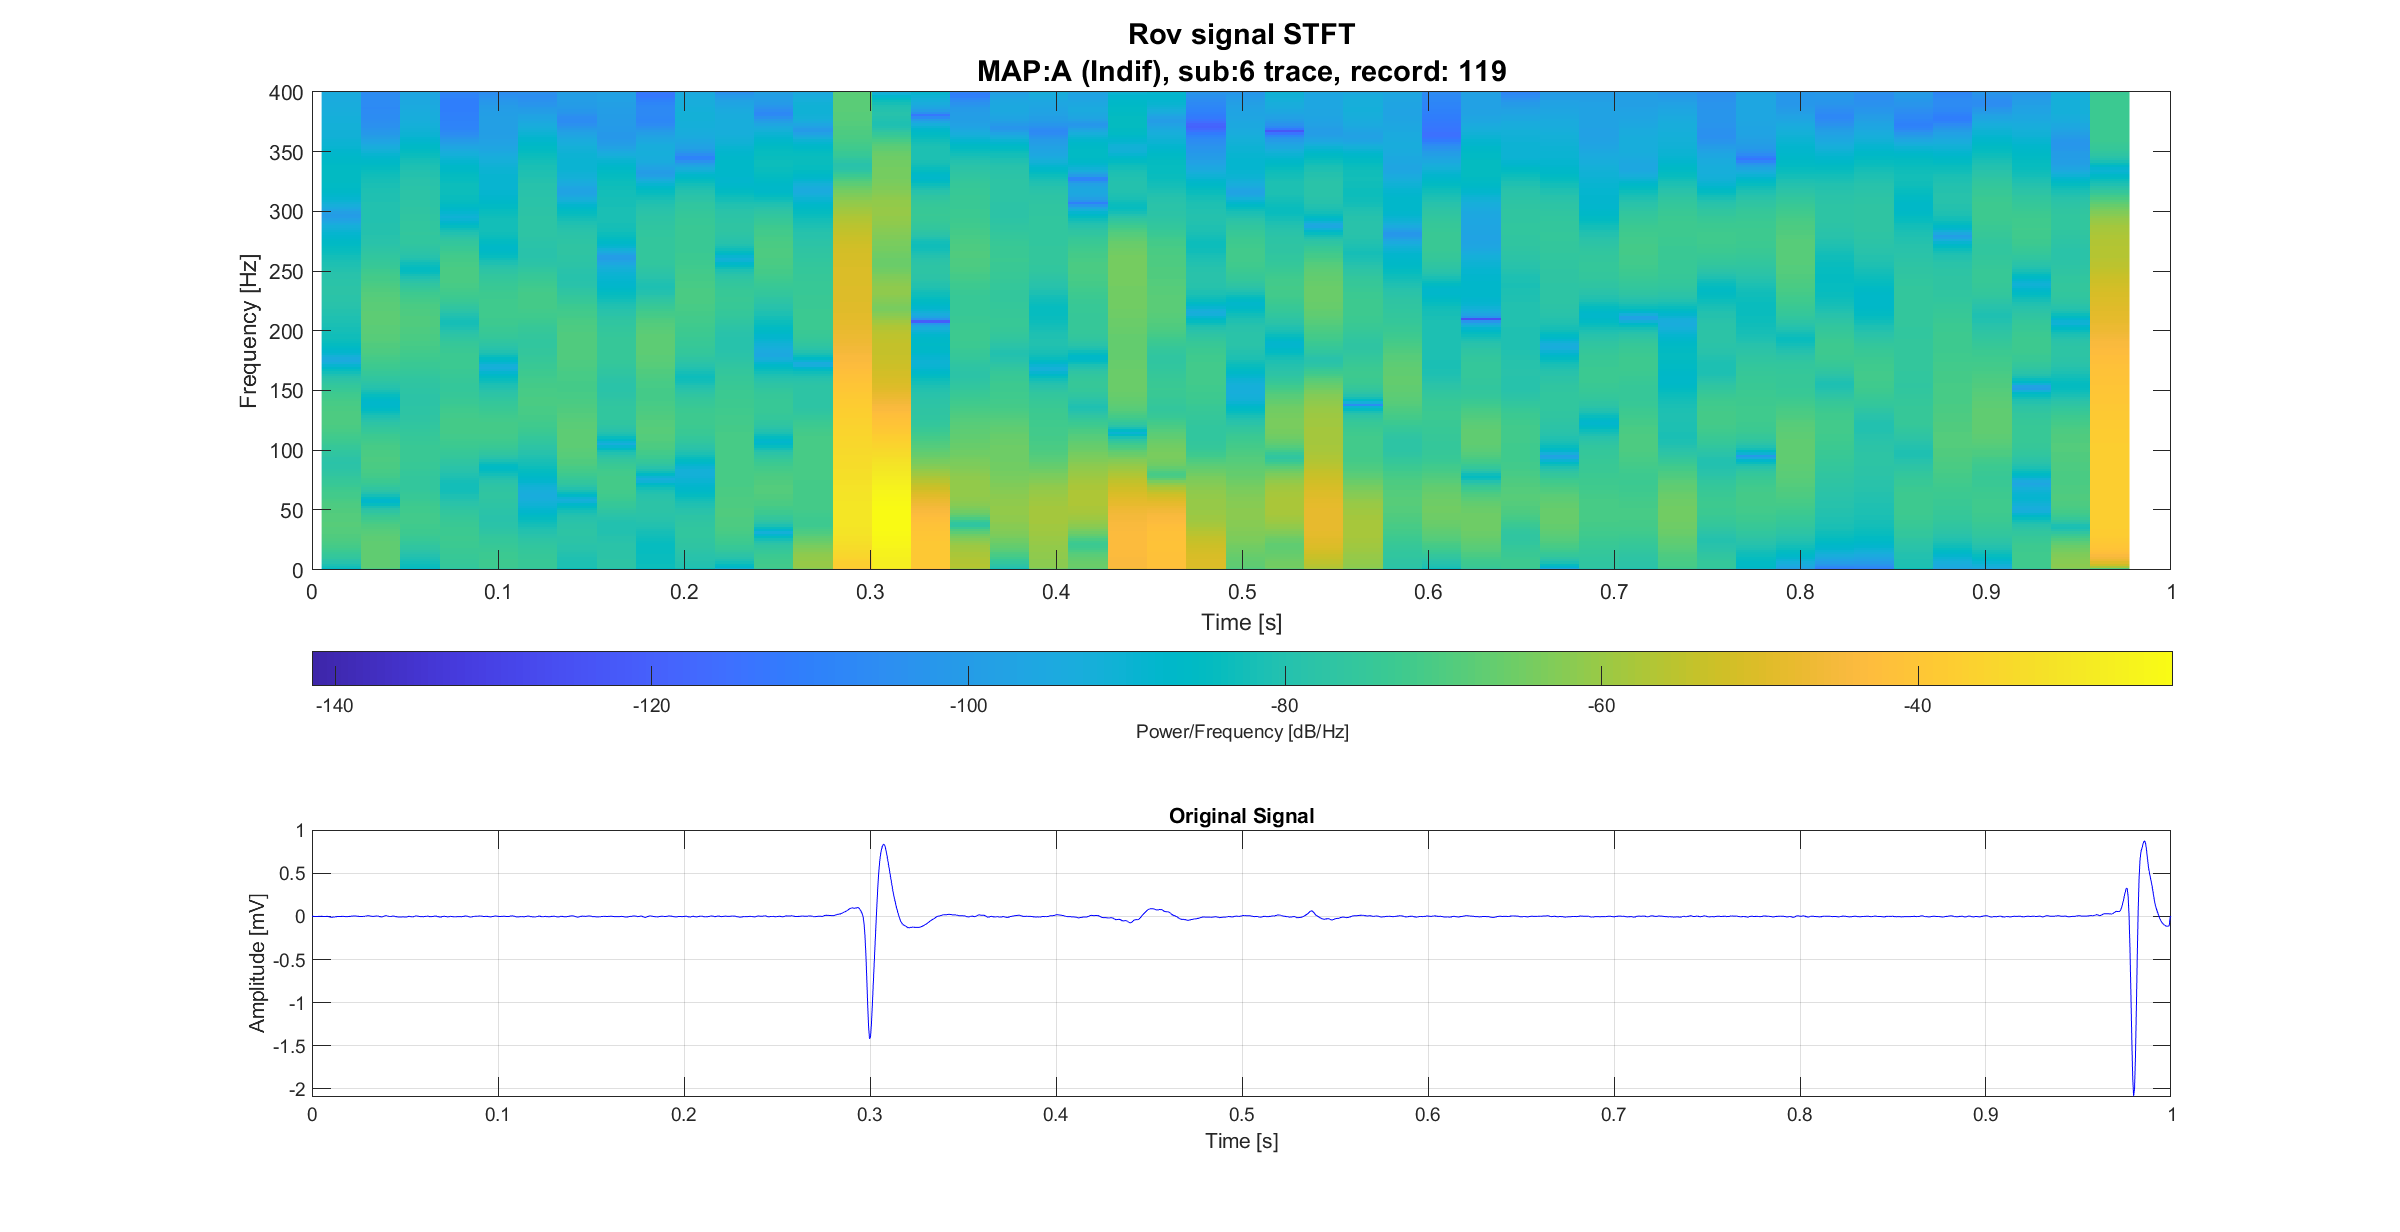 Rov signal STFT
MAP:A (Indif), sub:6 trace, record: 119
400
350
300
250
200
150
100
50
0
Frequency [Hz]
0 0.1 0.2 0.3 0.4 0.5 0.6 0.7 0.8 0.9 1
Time [s]
-140 -120 -100 -80 -60 -40
Power/Frequency [dB/Hz]
Original Signal
1
0.5
0
-0.5
-1
-1.5
-2
Amplitude [mV]
0 0.1 0.2 0.3 0.4 0.5 0.6 0.7 0.8 0.9 1
Time [s]